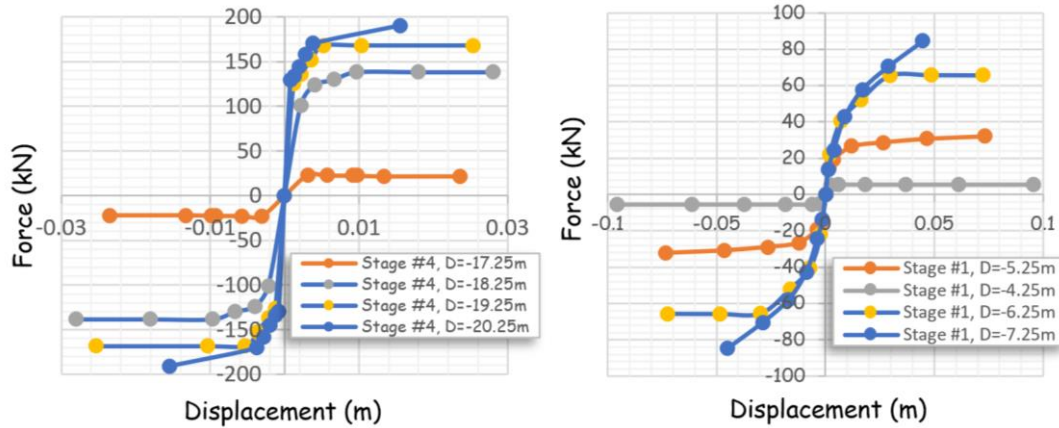 200
150
100
50
0
-50
-100
-150
-200
-0.03
-0.01
0.01
0.03
Force (kN)
Displacement (m)
Stage #4, D=-17.25m
Stage #4, D=-18.25m
Stage #4, D=-19.25m
Stage #4, D=-20.25m
100
80
60
40
20
0
-20
-40
-60
-80
-100
-0.1
-0.05
0
0.05
0.1
Force (kN)
Displacement (m)
Stage #1, D=-5.25m
Stage #1, D=-4.25m
Stage #1, D=-6.25m
Stage #1, D=-7.25m